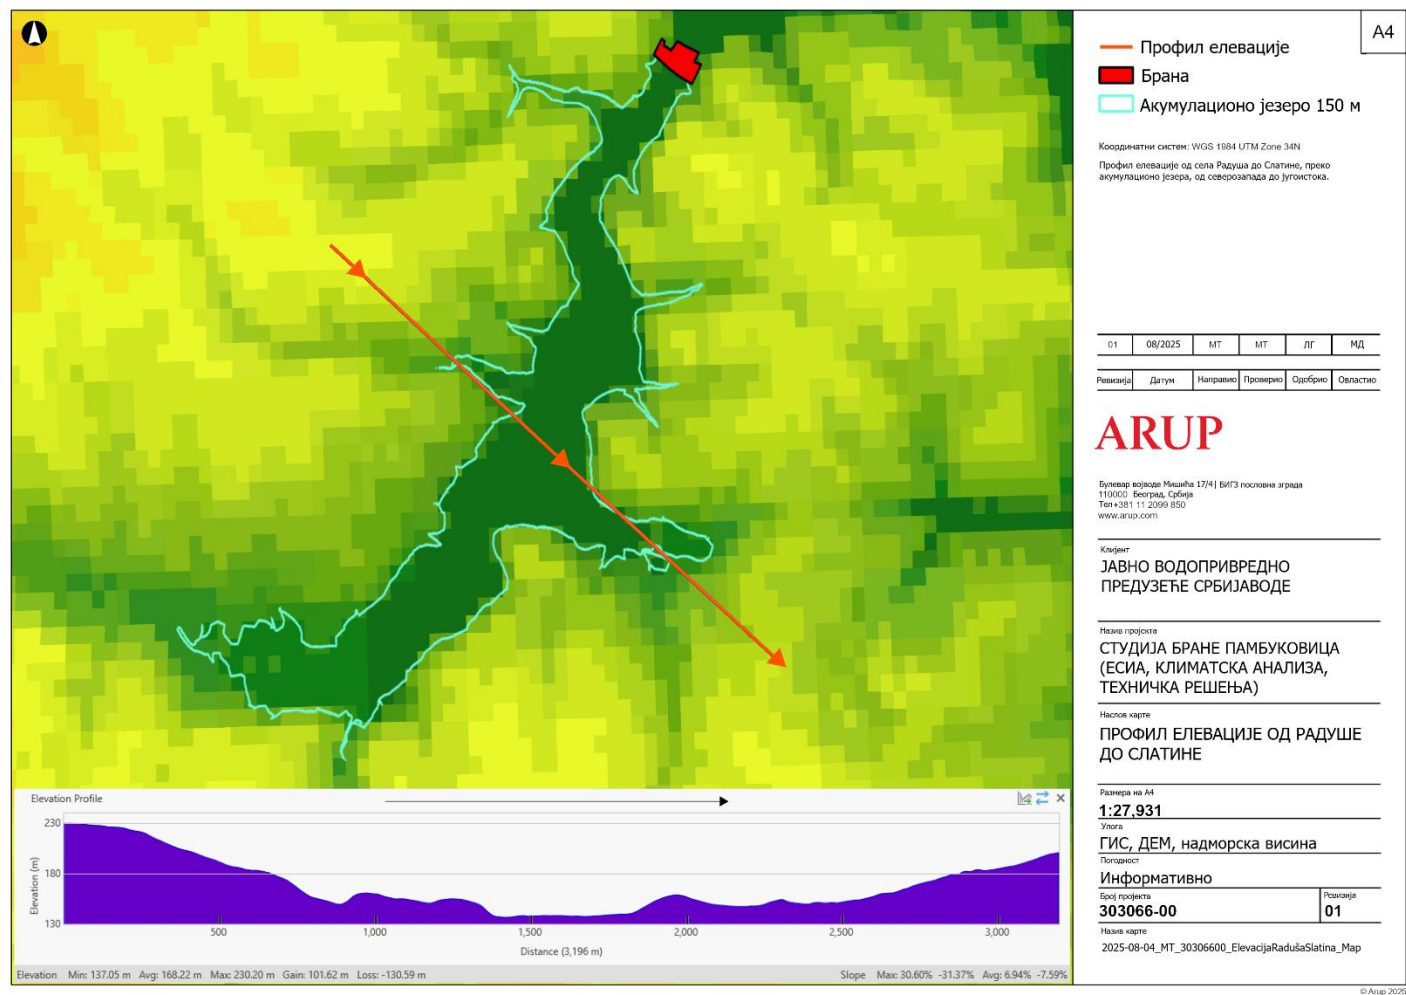 A4
Профил елевације
Брана
Акумулационо језеро 150 м
Координатни систем: WGS 1984 UTM Zone 34N
Профил елевације од села Радуша до Слатине, преко
акумулационо језера, од северозапада до југоистока.
01 08/2025 МТ МТ ЛГ МД
Ревизија Датум Направио Проверио Одобрио Овластио
ARUP
Булевар војводе Мишића 17/4| БИГЗ пословна зграда
110000 Београд, Србија
Тел+381 11 2099 850
www.arup.com
Клијент
ЈАВНО ВОДОПРИВРЕДНО
ПРЕДУЗЕЋЕ СРБИЈАВОДЕ
Назив пројекта
СТУДИЈА БРАНЕ ПАМБУКОВИЦА
(ЕСИА, КЛИМАТСКА АНАЛИЗА,
ТЕХНИЧКА РЕШЕЊА)
Наслов карте
ПРОФИЛ ЕЛЕВАЦИЈЕ ОД РАДУШЕ
ДО СЛАТИНЕ
Размера на А4
1:27,931
Улога
ГИС, ДЕМ, надморска висина
Погодност
Информативно
Број пројекта Ревизија
303066-00 01
Назив карте
2025-08-04_MT_30306600_ElevacijaRadušaSlatina_Map
© Arup 2025
Elevation Profile
230
180
130
Elevation (m)
500 1,000 1,500 2,000 2,500 3,000
Distance (3,196 m)
Elevation Min: 137.05 m Avg: 168.22 m Max: 230.20 m Gain: 101.62 m Loss: -130.59 m
Slope Max: 30.60% -31.37% Avg: 6.94% -7.59%